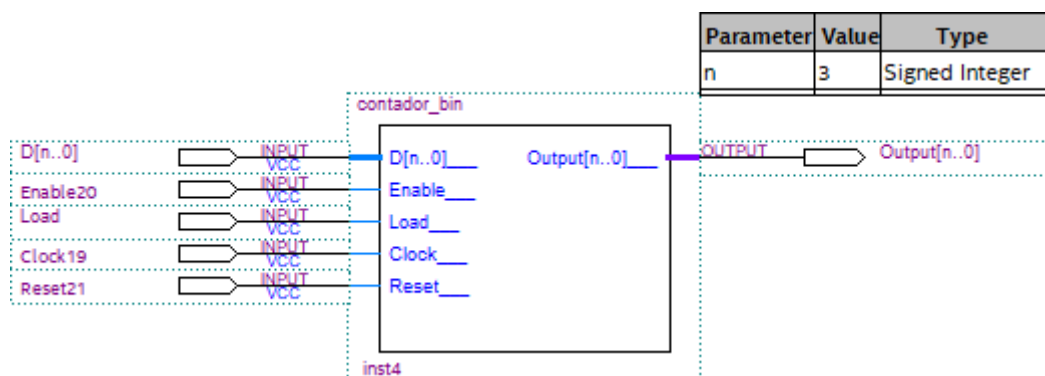 Parameter Value Type
n 3 Signed Integer
contador_bin
D[n..0] INPUT VCC D[n..0] Output[n..0] OUTPUT Output[n..0]
Enable20 INPUT VCC Enable
Load INPUT VCC Load
Clock19 INPUT VCC Clock
Reset21 INPUT VCC Reset
inst4